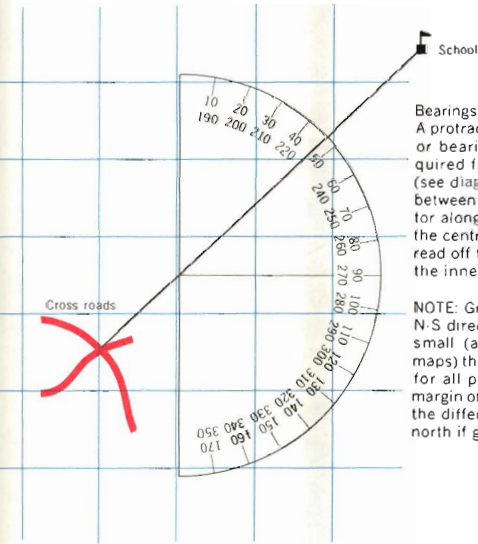 School
Bearings
A protrac
or beari
quired f
(see diag
between
tor along
the centr
read off t
the inne
NOTE: Gr
N-S direc
small (a
maps) th
for all p
margin of
the differ
north if g
Cross roads
10 20 30 40 50 60 70 80 90 100 110 120 130 140 150 160 170
190 200 210 220 240 250 260 270 280 290 300 310 320 330 340 350